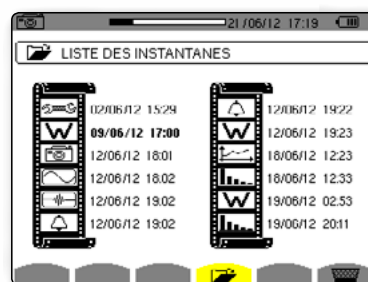 21/06/12 17:19
LISTE DES INSTANTANES
02/06/12 15:29
W 09/06/12 17:00
12/06/12 18:01
12/06/12 18:02
12/06/12 19:02
12/06/12 19:02
12/06/12 19:22
W 12/06/12 19:23
18/06/12 12:23
18/06/12 12:33
W 19/06/12 02:53
19/06/12 20:11